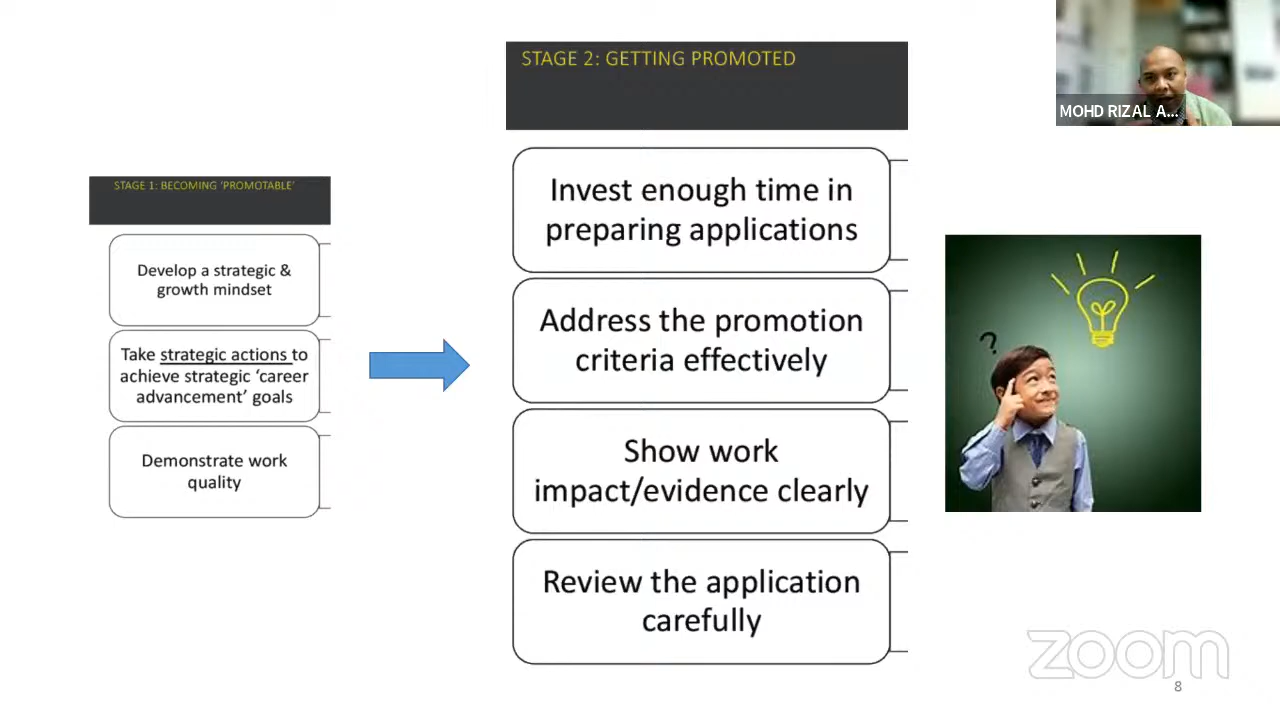 STAGE 1: BECOMING ‘PROMOTABLE’
Develop a strategic &
growth mindset
Take strategic actions to
achieve strategic ‘career
advancement’ goals
Demonstrate work
quality
STAGE 2: GETTING PROMOTED
Invest enough time in
preparing applications
Address the promotion
criteria effectively
Show work
impact/evidence clearly
Review the application
carefully
MOHD RIZAL A...
?
zoom
8